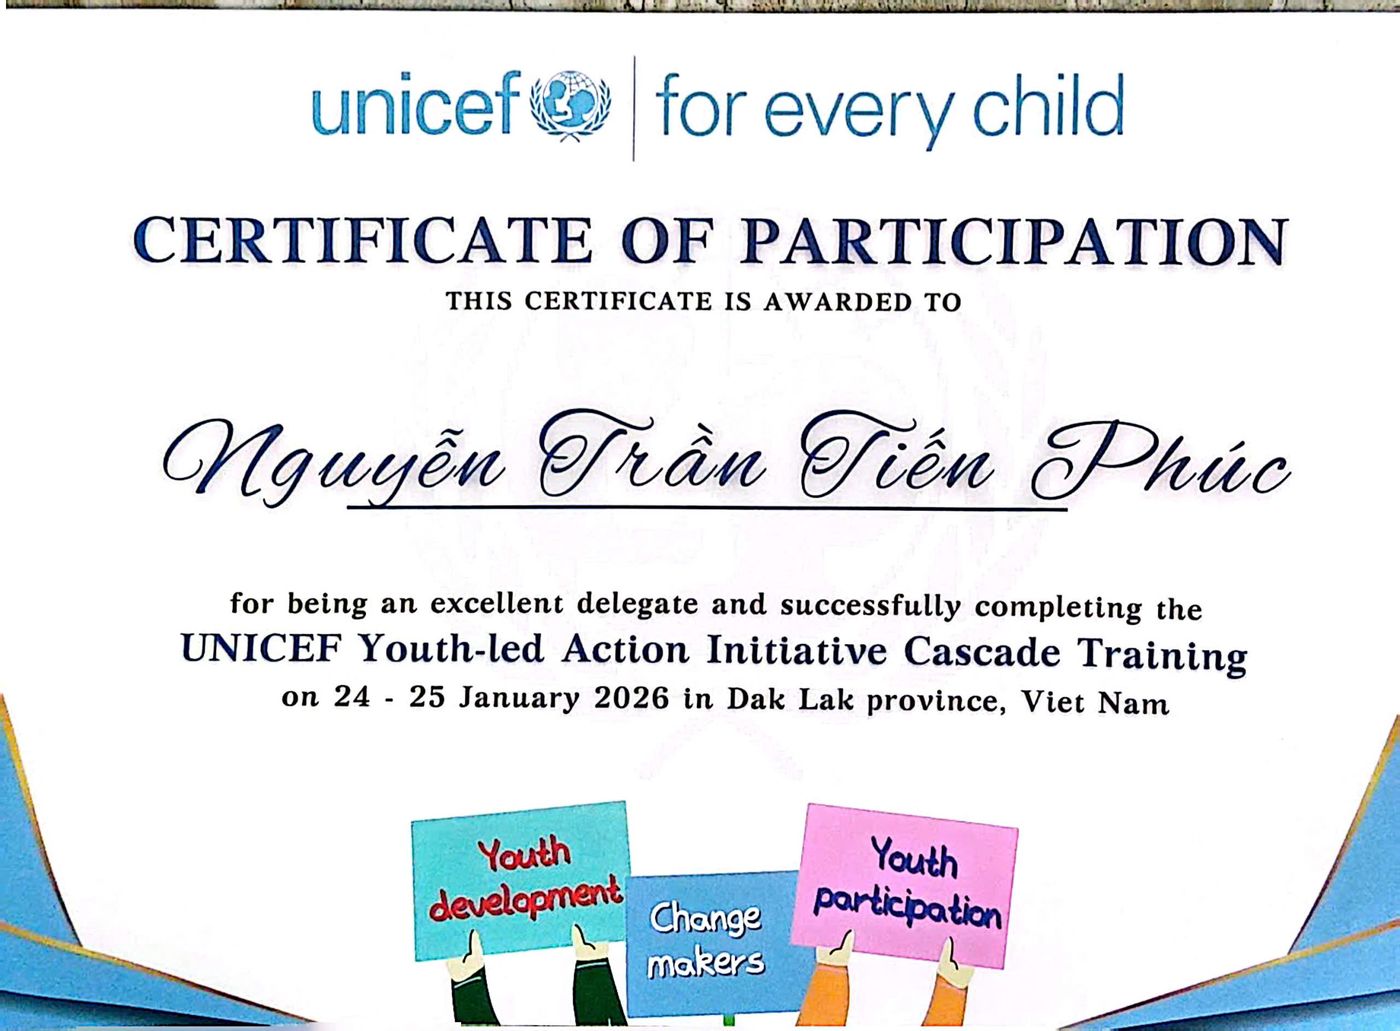 unicef for every child
CERTIFICATE OF PARTICIPATION
THIS CERTIFICATE IS AWARDED TO
Nguyễn Trần Tiến Phúc
for being an excellent delegate and successfully completing the
UNICEF Youth-led Action Initiative Cascade Training
on 24 - 25 January 2026 in Dak Lak province, Viet Nam
Youth
development
Change
makers
Youth
participation